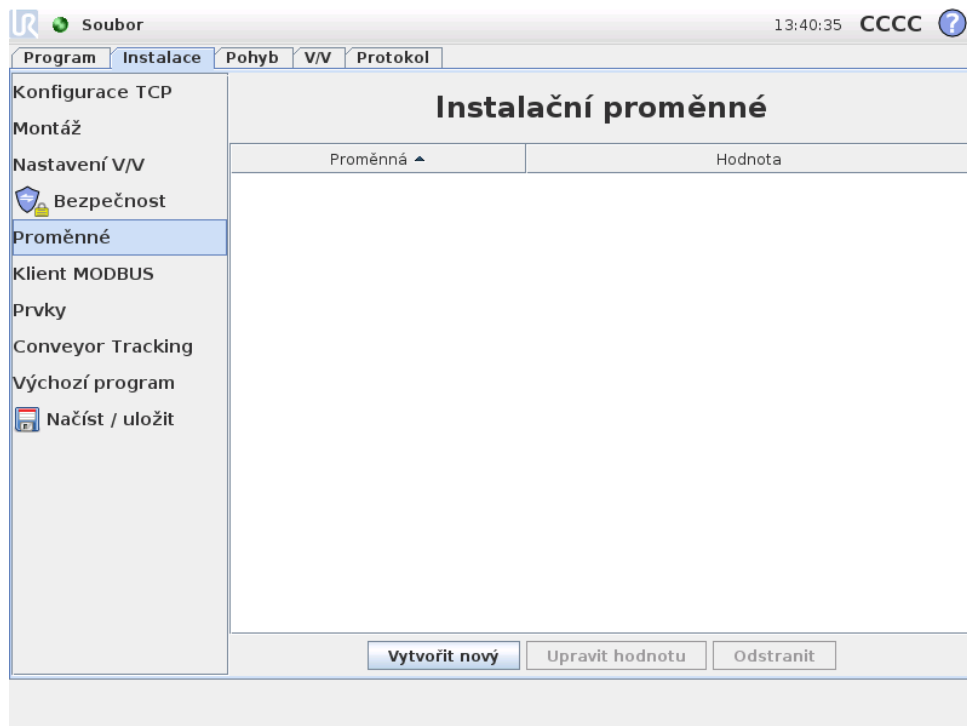 UR Soubor 13:40:35 CCCC ?
Program Instalace Pohyb V/V Protokol
Konfigurace TCP
Montáž
Nastavení V/V
Bezpečnost
Proměnné
Klient MODBUS
Prvky
Conveyor Tracking
Výchozí program
Načíst / uložit
Instalační proměnné
Proměnná Hodnota
Vytvořit nový Upravit hodnotu Odstranit